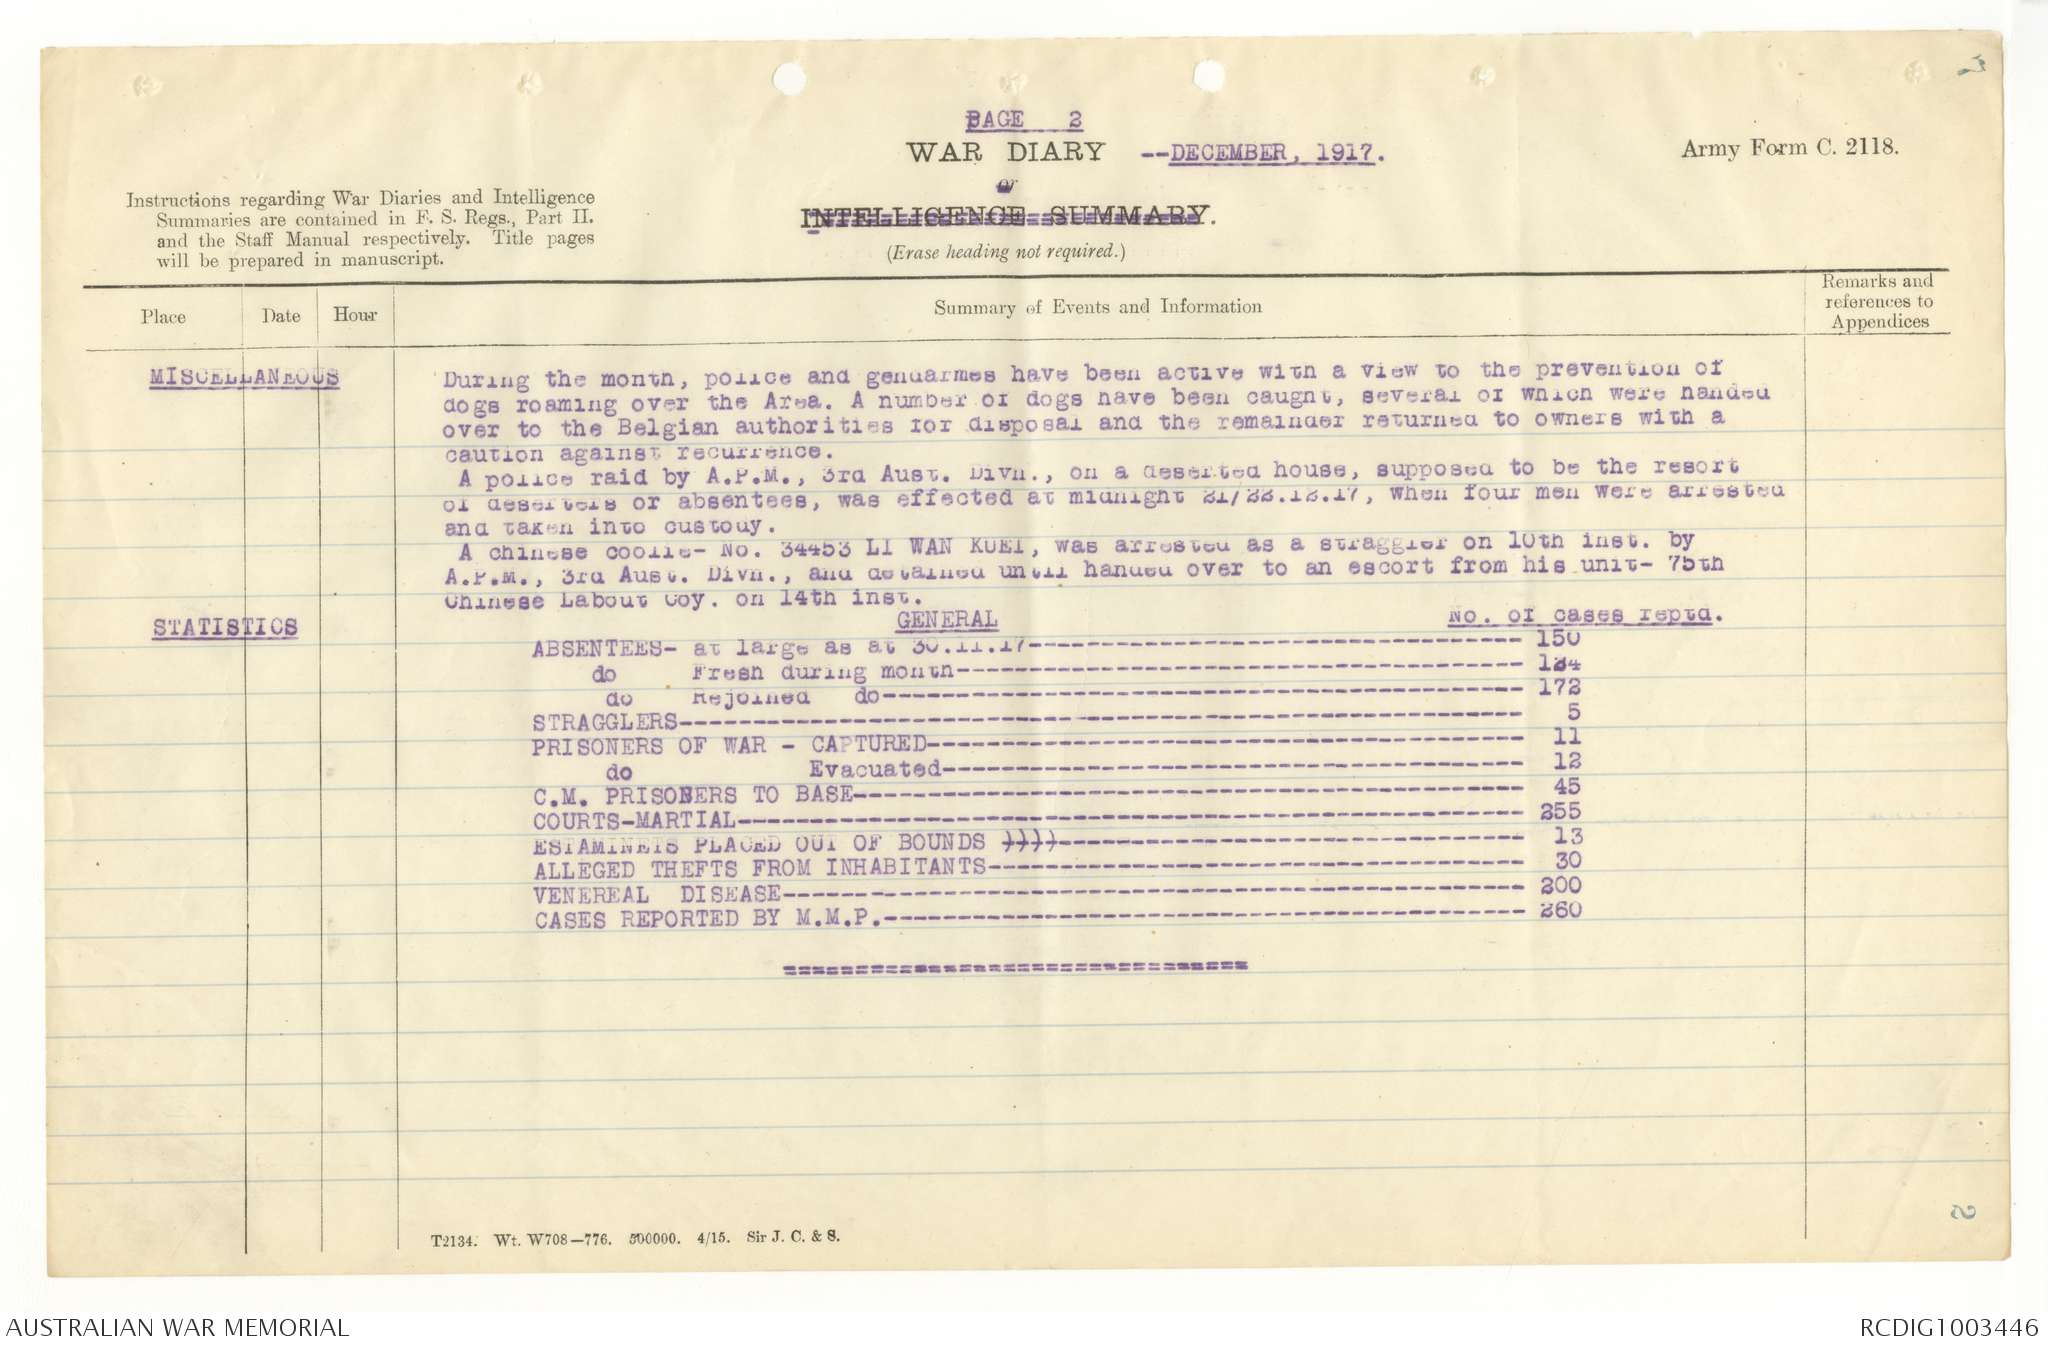 PAGE 2
WAR DIARY --DECEMBER, 1917.
or
INTELLIGENCE SUMMARY.
(Erase heading not required.)
Army Form C. 2118.
Instructions regarding War Diaries and Intelligence
Summaries are contained in F. S. Regs., Part II.
and the Staff Manual respectively. Title pages
will be prepared in manuscript.
Place Date Hour Summary of Events and Information Remarks and
references to
Appendices
MISCELLANEOUS During the month, police and gendarmes have been active with a view to the prevention of
dogs roaming over the Area. A number of dogs have been caught, several of which were handed
over to the Belgian authorities for disposal and the remainder returned to owners with a
caution against recurrence.
A police raid by A.P.M., 3rd Aust. Divn., on a deserted house, supposed to be the resort
of deserters or absentees, was effected at midnight 21/22.12.17, when four men were arrested
and taken into custody.
A chinese coolie- No. 34453 LI WAN KUEI, was arrested as a straggler on 10th inst. by
A.P.M., 3rd Aust. Divn., and detained until handed over to an escort from his unit- 75th
Chinese Labout Coy. on 14th inst.
STATISTICS GENERAL No. of cases reptd.
ABSENTEES- at large as at 30.11.17--- 150
do Fresh during month--- 134
do Rejoined do--- 172
STRAGGLERS--- 5
PRISONERS OF WAR - CAPTURED--- 11
do Evacuated--- 12
C.M. PRISONERS TO BASE--- 45
COURTS-MARTIAL--- 255
ESTAMINETS PLACED OUT OF BOUNDS ))))--- 13
ALLEGED THEFTS FROM INHABITANTS--- 30
VENEREAL DISEASE--- 200
CASES REPORTED BY M.M.P.--- 260
================================
T2134. Wt. W708—776. 500000. 4/15. Sir J. C. & S.
AUSTRALIAN WAR MEMORIAL RCDIG1003446